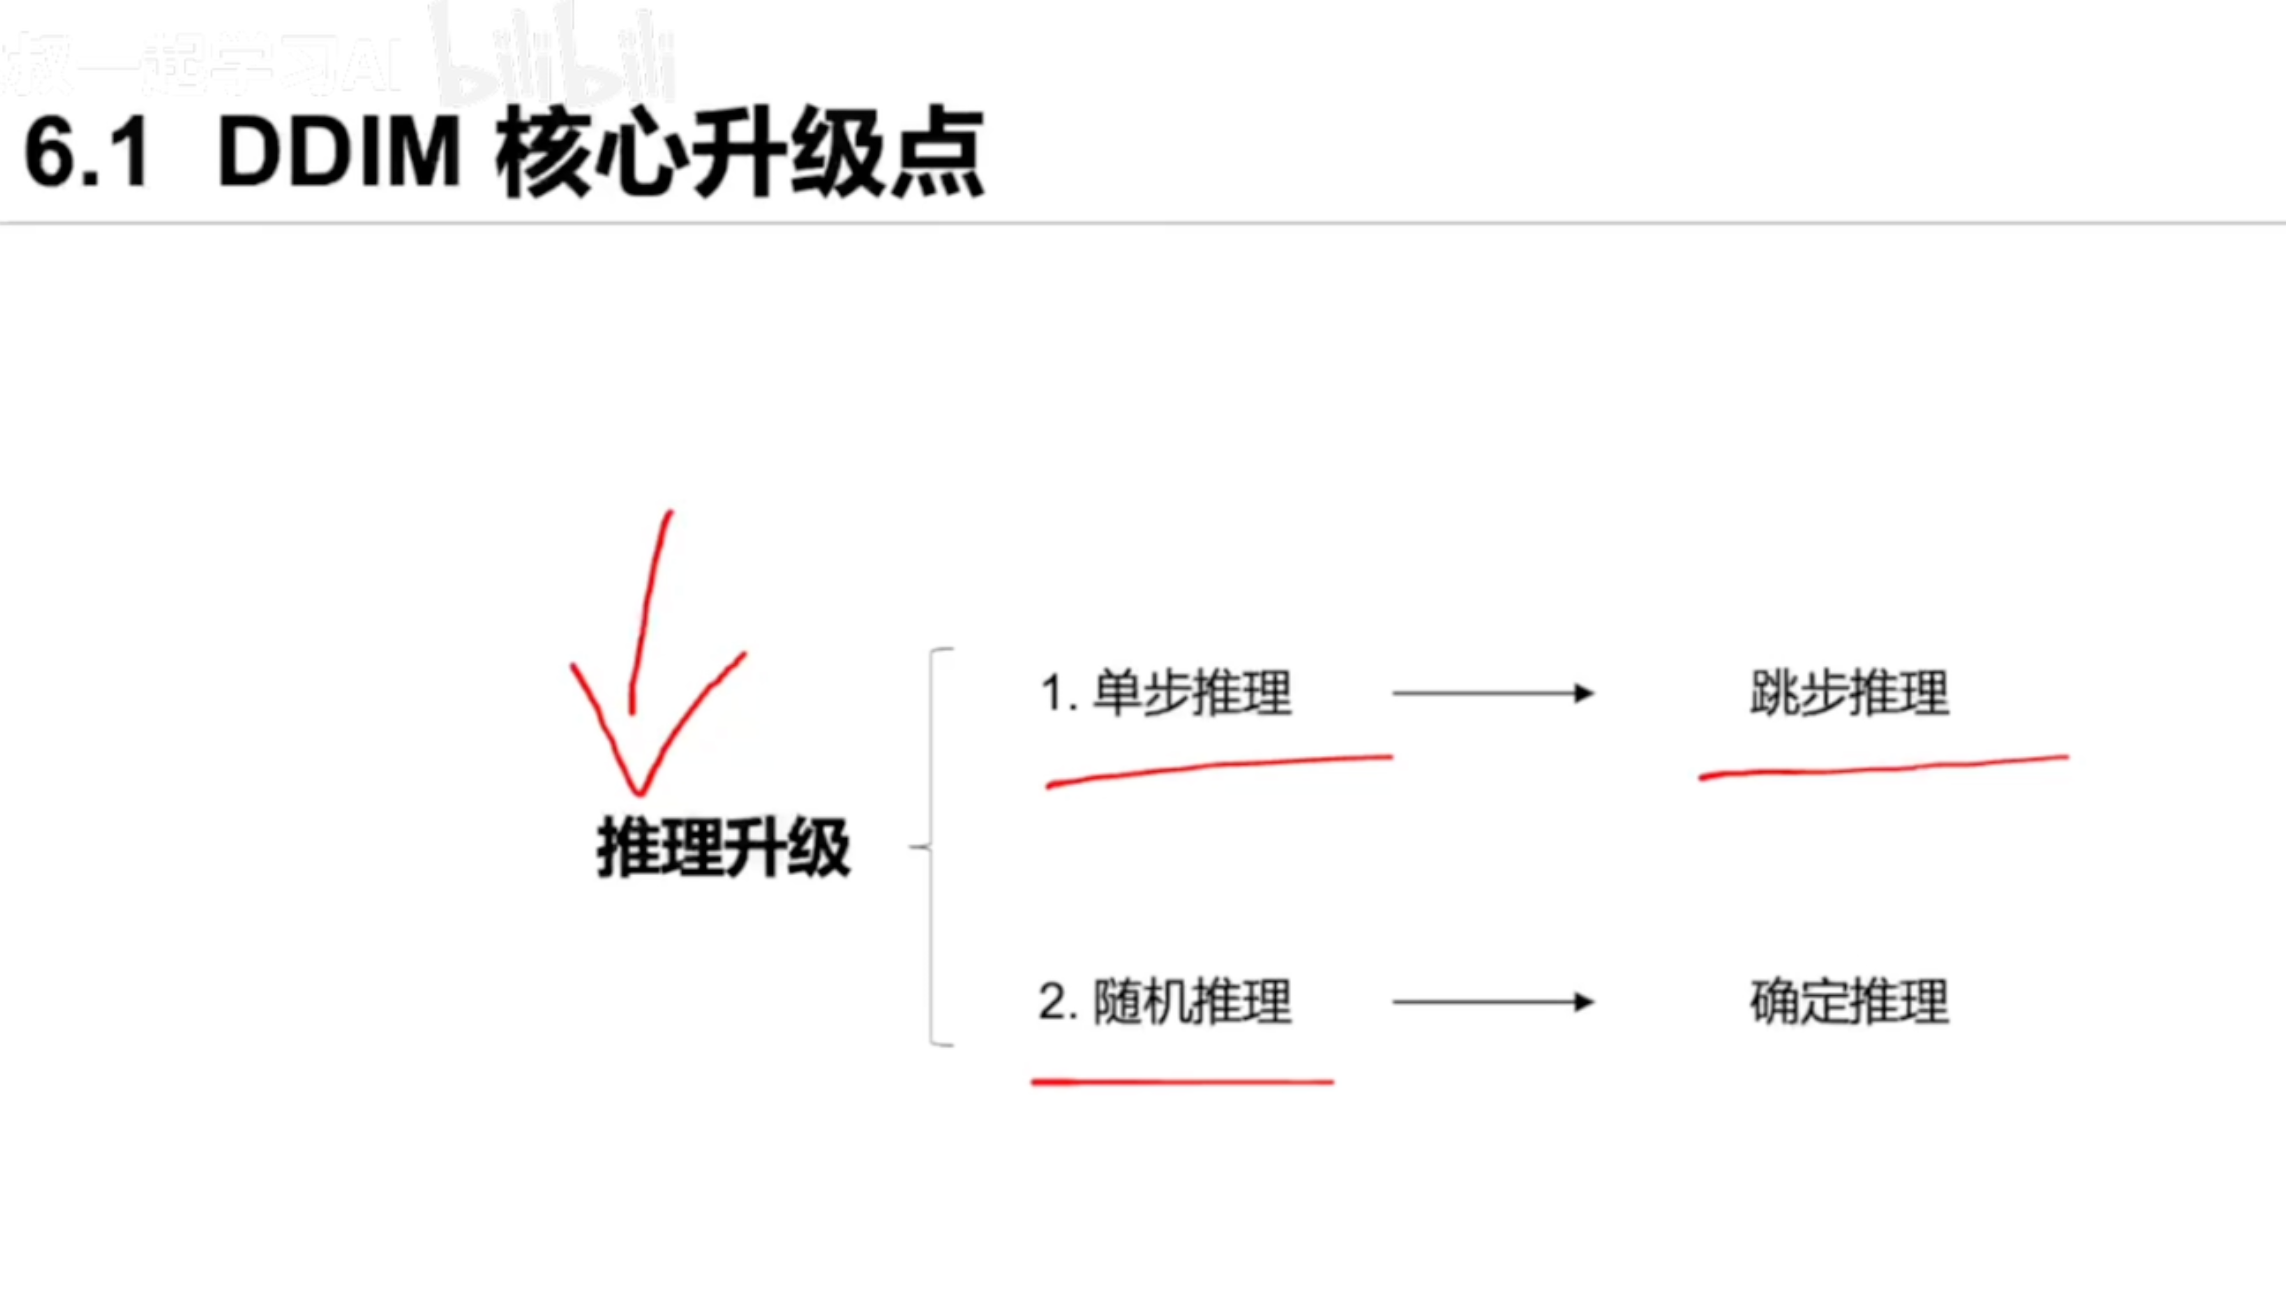 叔一起学习AI bilibili
6.1 DDIM 核心升级点
1. 单步推理 跳步推理
推理升级
2. 随机推理 确定推理